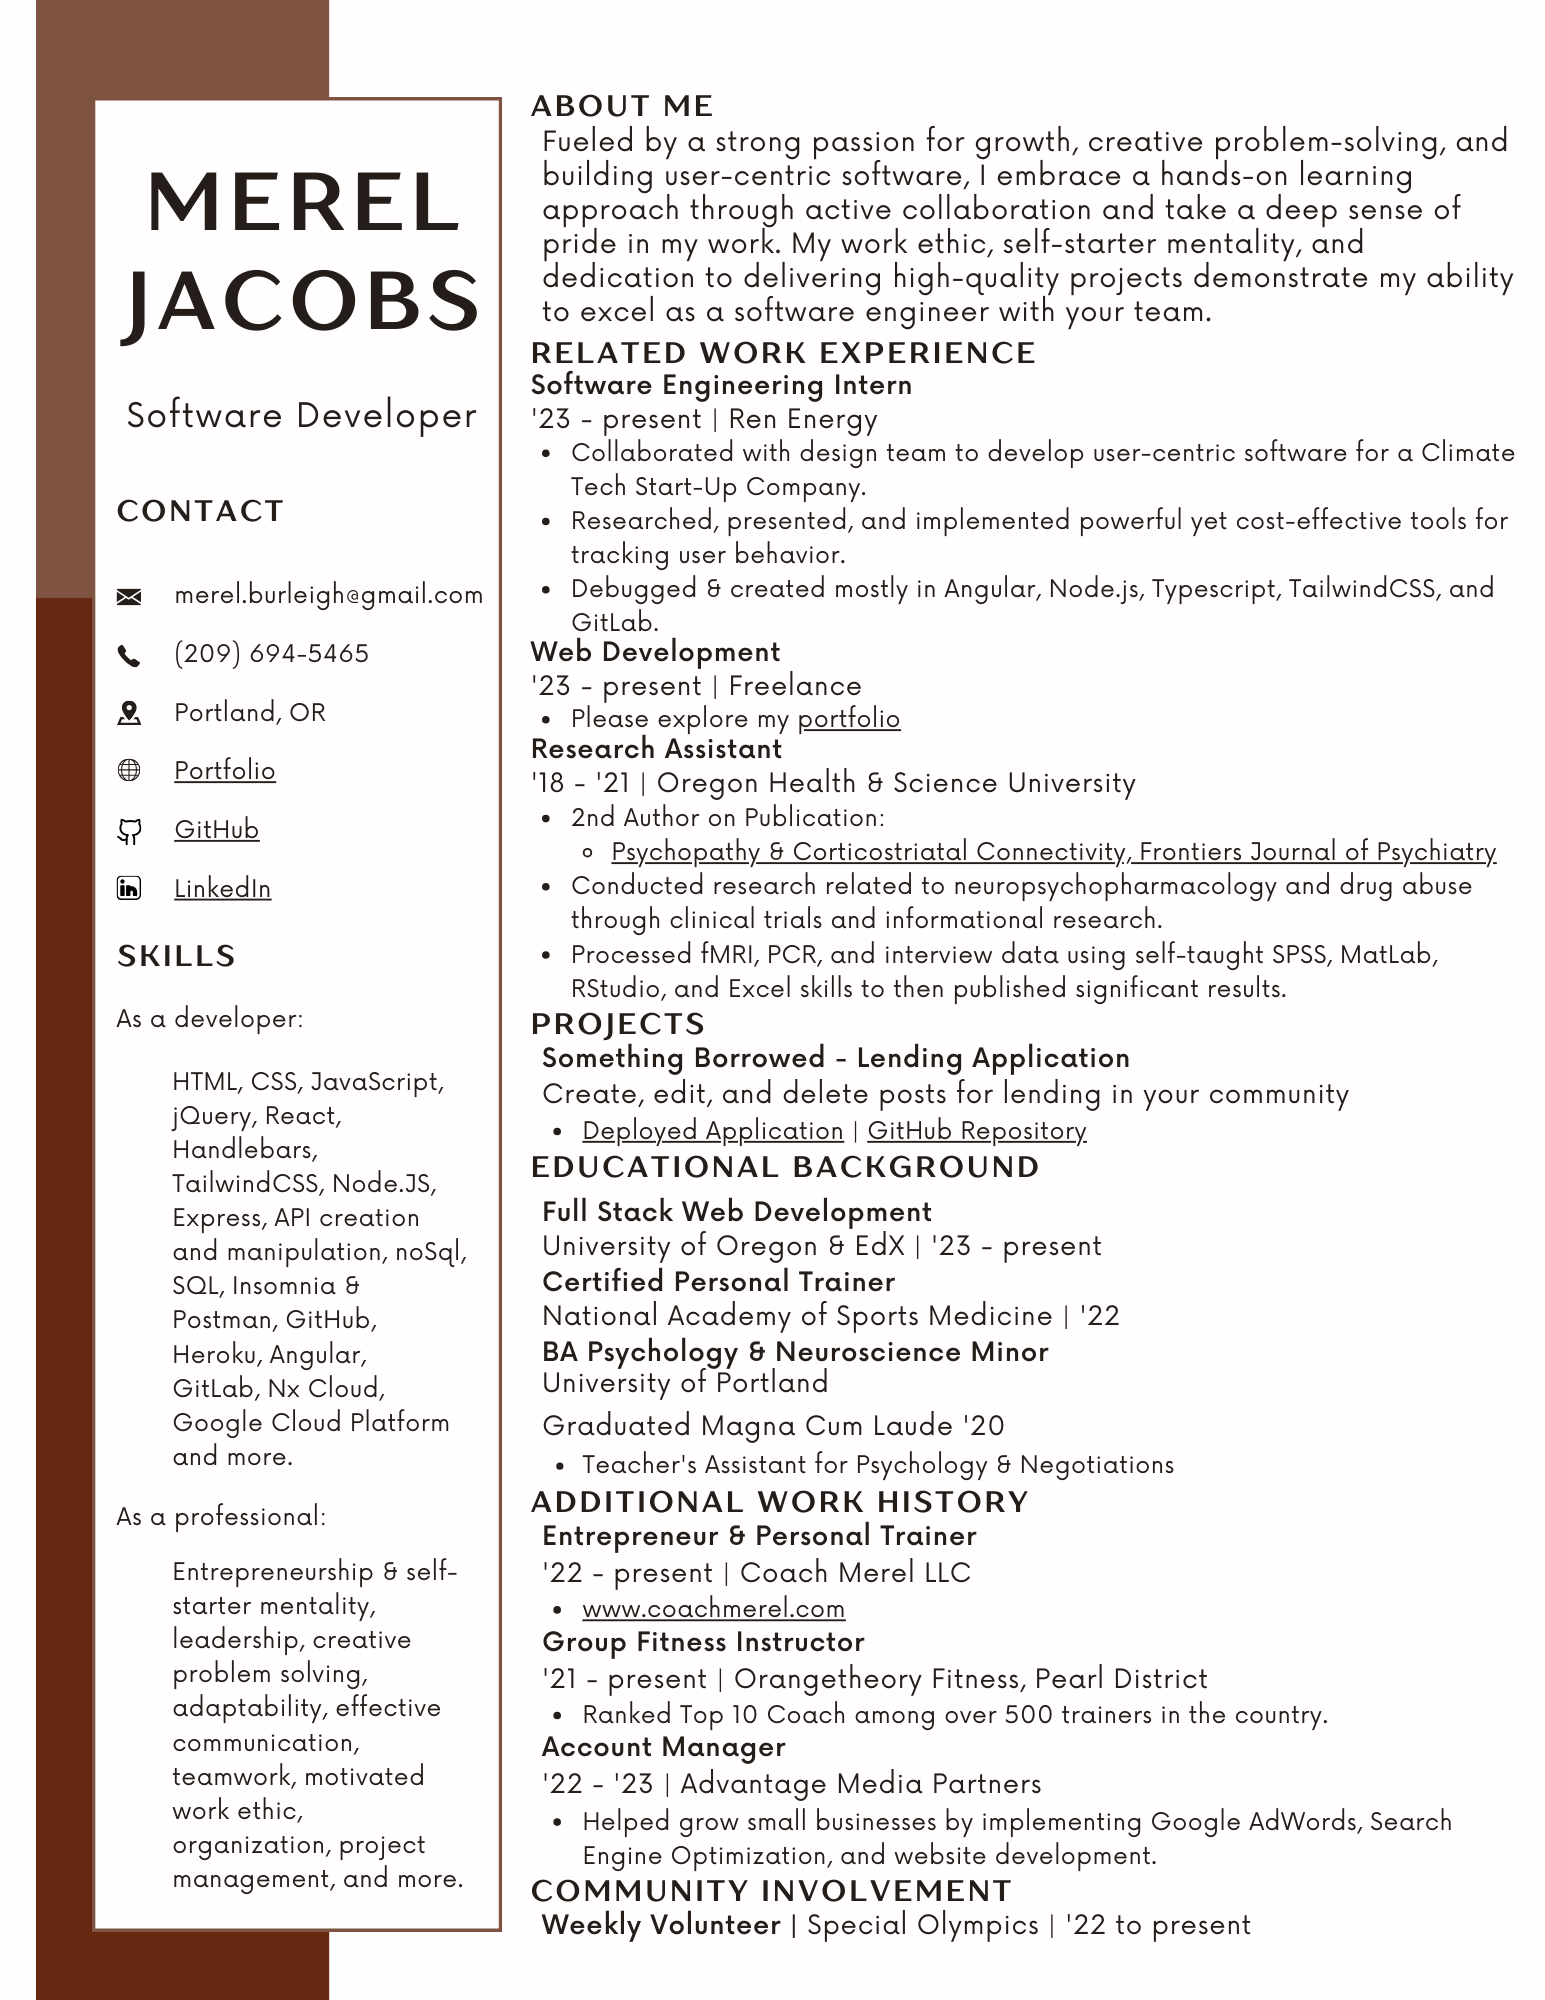 MEREL
JACOBS
Software Developer
CONTACT
merel.burleigh@gmail.com
(209) 694-5465
Portland, OR
Portfolio
GitHub
LinkedIn
SKILLS
As a developer:
HTML, CSS, JavaScript,
jQuery, React,
Handlebars,
TailwindCSS, Node.JS,
Express, API creation
and manipulation, noSql,
SQL, Insomnia &
Postman, GitHub,
Heroku, Angular,
GitLab, Nx Cloud,
Google Cloud Platform
and more.
As a professional:
Entrepreneurship & self-
starter mentality,
leadership, creative
problem solving,
adaptability, effective
communication,
teamwork, motivated
work ethic,
organization, project
management, and more.
ABOUT ME
Fueled by a strong passion for growth, creative problem-solving, and
building user-centric software, I embrace a hands-on learning
approach through active collaboration and take a deep sense of
pride in my work. My work ethic, self-starter mentality, and
dedication to delivering high-quality projects demonstrate my ability
to excel as a software engineer with your team.
RELATED WORK EXPERIENCE
Software Engineering Intern
'23 - present | Ren Energy
• Collaborated with design team to develop user-centric software for a Climate
Tech Start-Up Company.
• Researched, presented, and implemented powerful yet cost-effective tools for
tracking user behavior.
• Debugged & created mostly in Angular, Node.js, Typescript, TailwindCSS, and
GitLab.
Web Development
'23 - present | Freelance
• Please explore my portfolio
Research Assistant
'18 - '21 | Oregon Health & Science University
• 2nd Author on Publication:
◦ Psychopathy & Corticostriatal Connectivity, Frontiers Journal of Psychiatry
• Conducted research related to neuropsychopharmacology and drug abuse
through clinical trials and informational research.
• Processed fMRI, PCR, and interview data using self-taught SPSS, MatLab,
RStudio, and Excel skills to then published significant results.
PROJECTS
Something Borrowed - Lending Application
Create, edit, and delete posts for lending in your community
• Deployed Application | GitHub Repository
EDUCATIONAL BACKGROUND
Full Stack Web Development
University of Oregon & EdX | '23 - present
Certified Personal Trainer
National Academy of Sports Medicine | '22
BA Psychology & Neuroscience Minor
University of Portland
Graduated Magna Cum Laude '20
• Teacher's Assistant for Psychology & Negotiations
ADDITIONAL WORK HISTORY
Entrepreneur & Personal Trainer
'22 - present | Coach Merel LLC
• www.coachmerel.com
Group Fitness Instructor
'21 - present | Orangetheory Fitness, Pearl District
• Ranked Top 10 Coach among over 500 trainers in the country.
Account Manager
'22 - '23 | Advantage Media Partners
• Helped grow small businesses by implementing Google AdWords, Search
Engine Optimization, and website development.
COMMUNITY INVOLVEMENT
Weekly Volunteer | Special Olympics | '22 to present